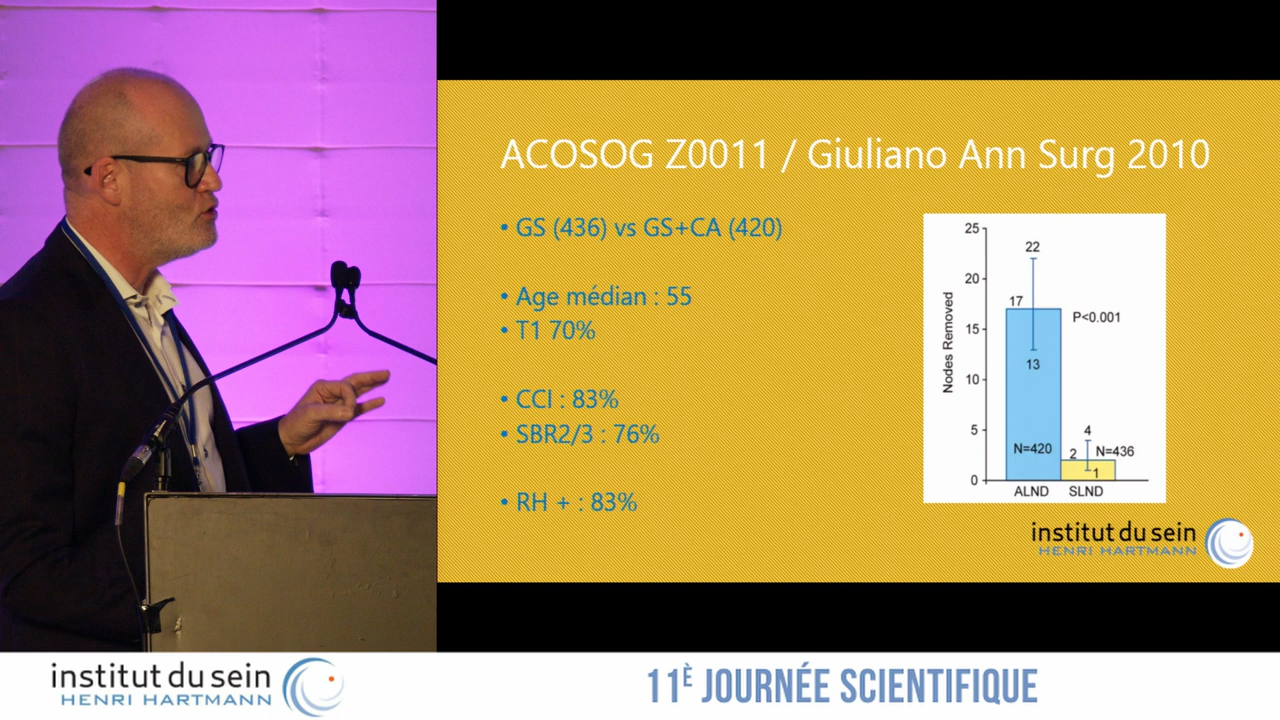 ACOSOG Z0011 / Giuliano Ann Surg 2010
• GS (436) vs GS+CA (420)
• Age médian : 55
• T1 70%
• CCI : 83%
• SBR2/3 : 76%
• RH + : 83%
Nodes Removed
25
20
15
10
5
0
22
17
13
N=420
P<0.001
4
2
N=436
1
ALND
SLND
institut du sein
HENRI HARTMANN
institut du sein
HENRI HARTMANN
11È JOURNÉE SCIENTIFIQUE